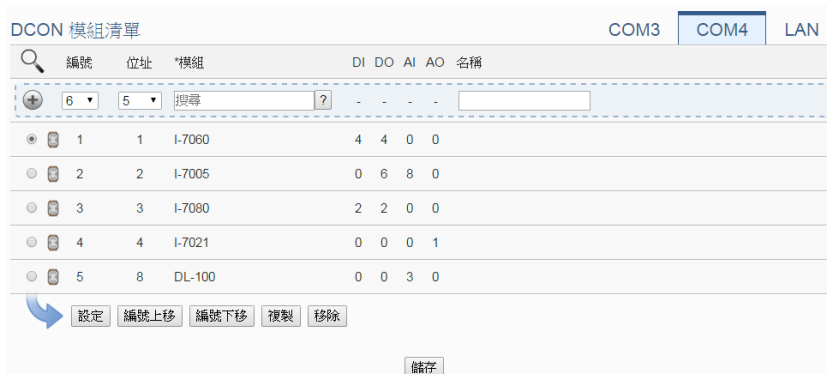 DCON 模組清單 COM3 COM4 LAN
編號 位址 *模組 DI DO AI AO 名稱
6 5 搜尋 ? - - - -
1 1 I-7060 4 4 0 0
2 2 I-7005 0 6 8 0
3 3 I-7080 2 2 0 0
4 4 I-7021 0 0 0 1
5 8 DL-100 0 0 3 0
設定 編號上移 編號下移 複製 移除
儲存